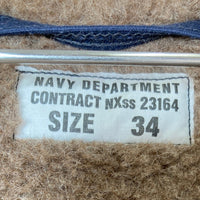 NAVY DEPARTMENT
CONTRACT NXss 23164
SIZE 34